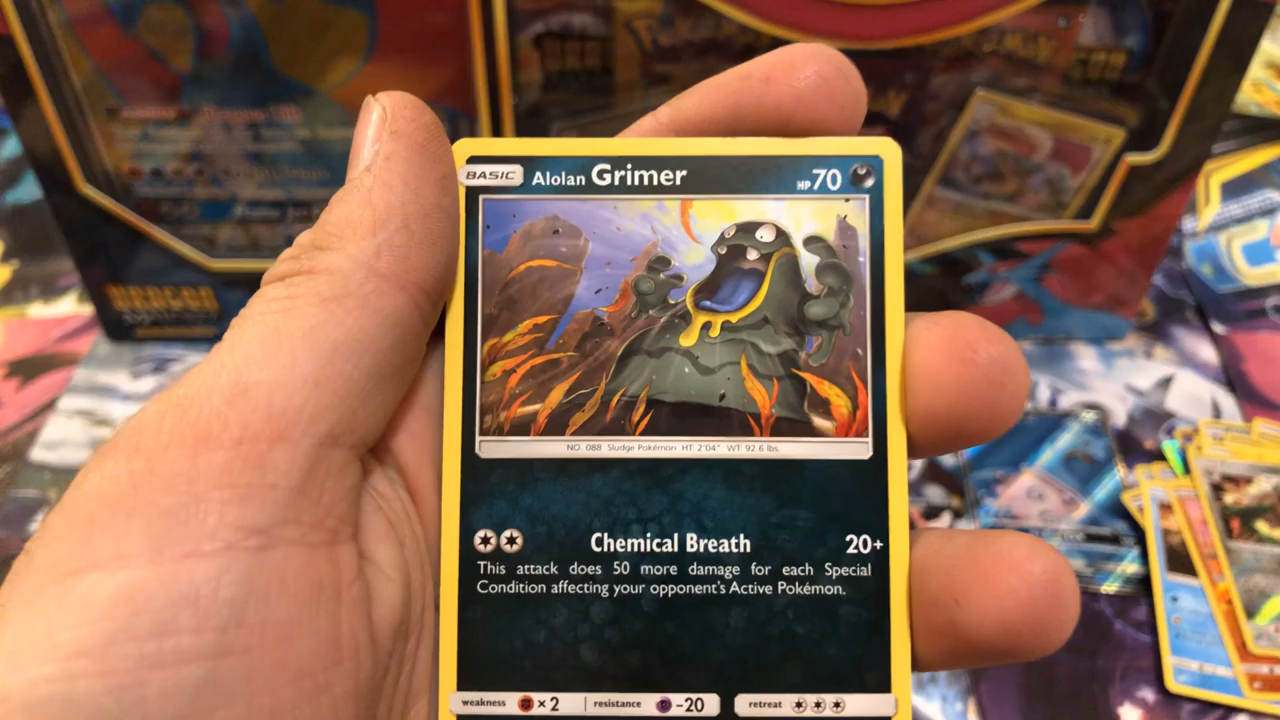 BASIC Alolan Grimer HP 70
NO. 088 Sludge Pokémon HT: 2'04" WT: 92.6 lbs.
Chemical Breath 20+
This attack does 50 more damage for each Special
Condition affecting your opponent's Active Pokémon.
weakness ×2 resistance -20 retreat
DRAGON